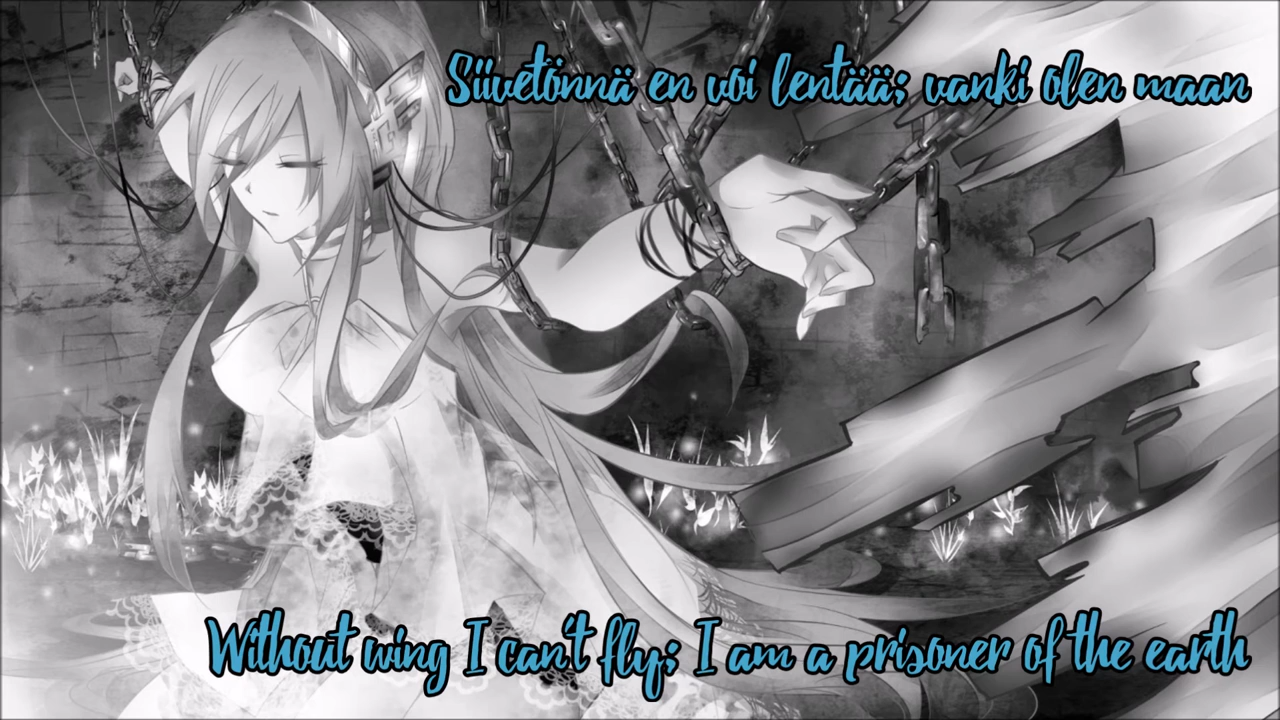 Siivetönnä en voi lentää; vanki olen maan
Without wing I can't fly; I am a prisoner of the earth